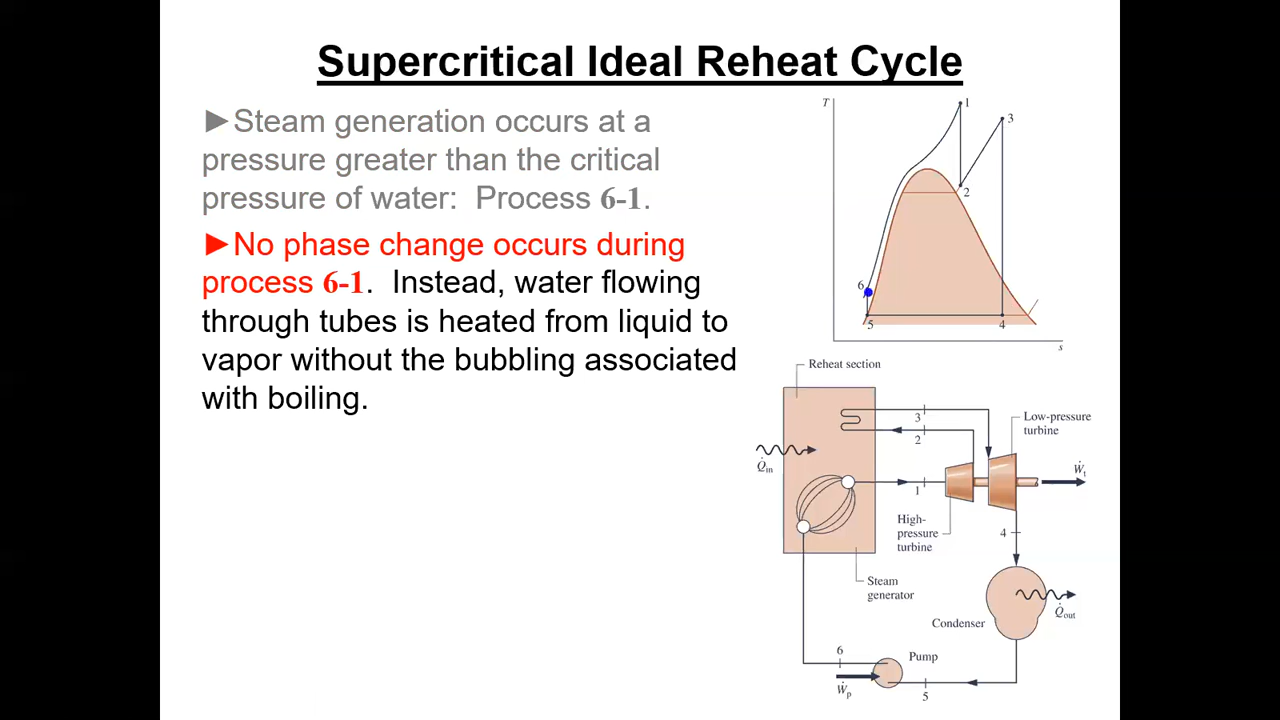 Supercritical Ideal Reheat Cycle
►Steam generation occurs at a
pressure greater than the critical
pressure of water:  Process 6-1.
►No phase change occurs during
process 6-1.  Instead, water flowing
through tubes is heated from liquid to
vapor without the bubbling associated
with boiling.
T
1
3
2
6
5
4
s
Reheat section
3
2
Low-pressure
turbine
Q̇in
Ẇt
1
High-
pressure
turbine
4
Steam
generator
Q̇out
Condenser
6
Pump
Ẇp
5